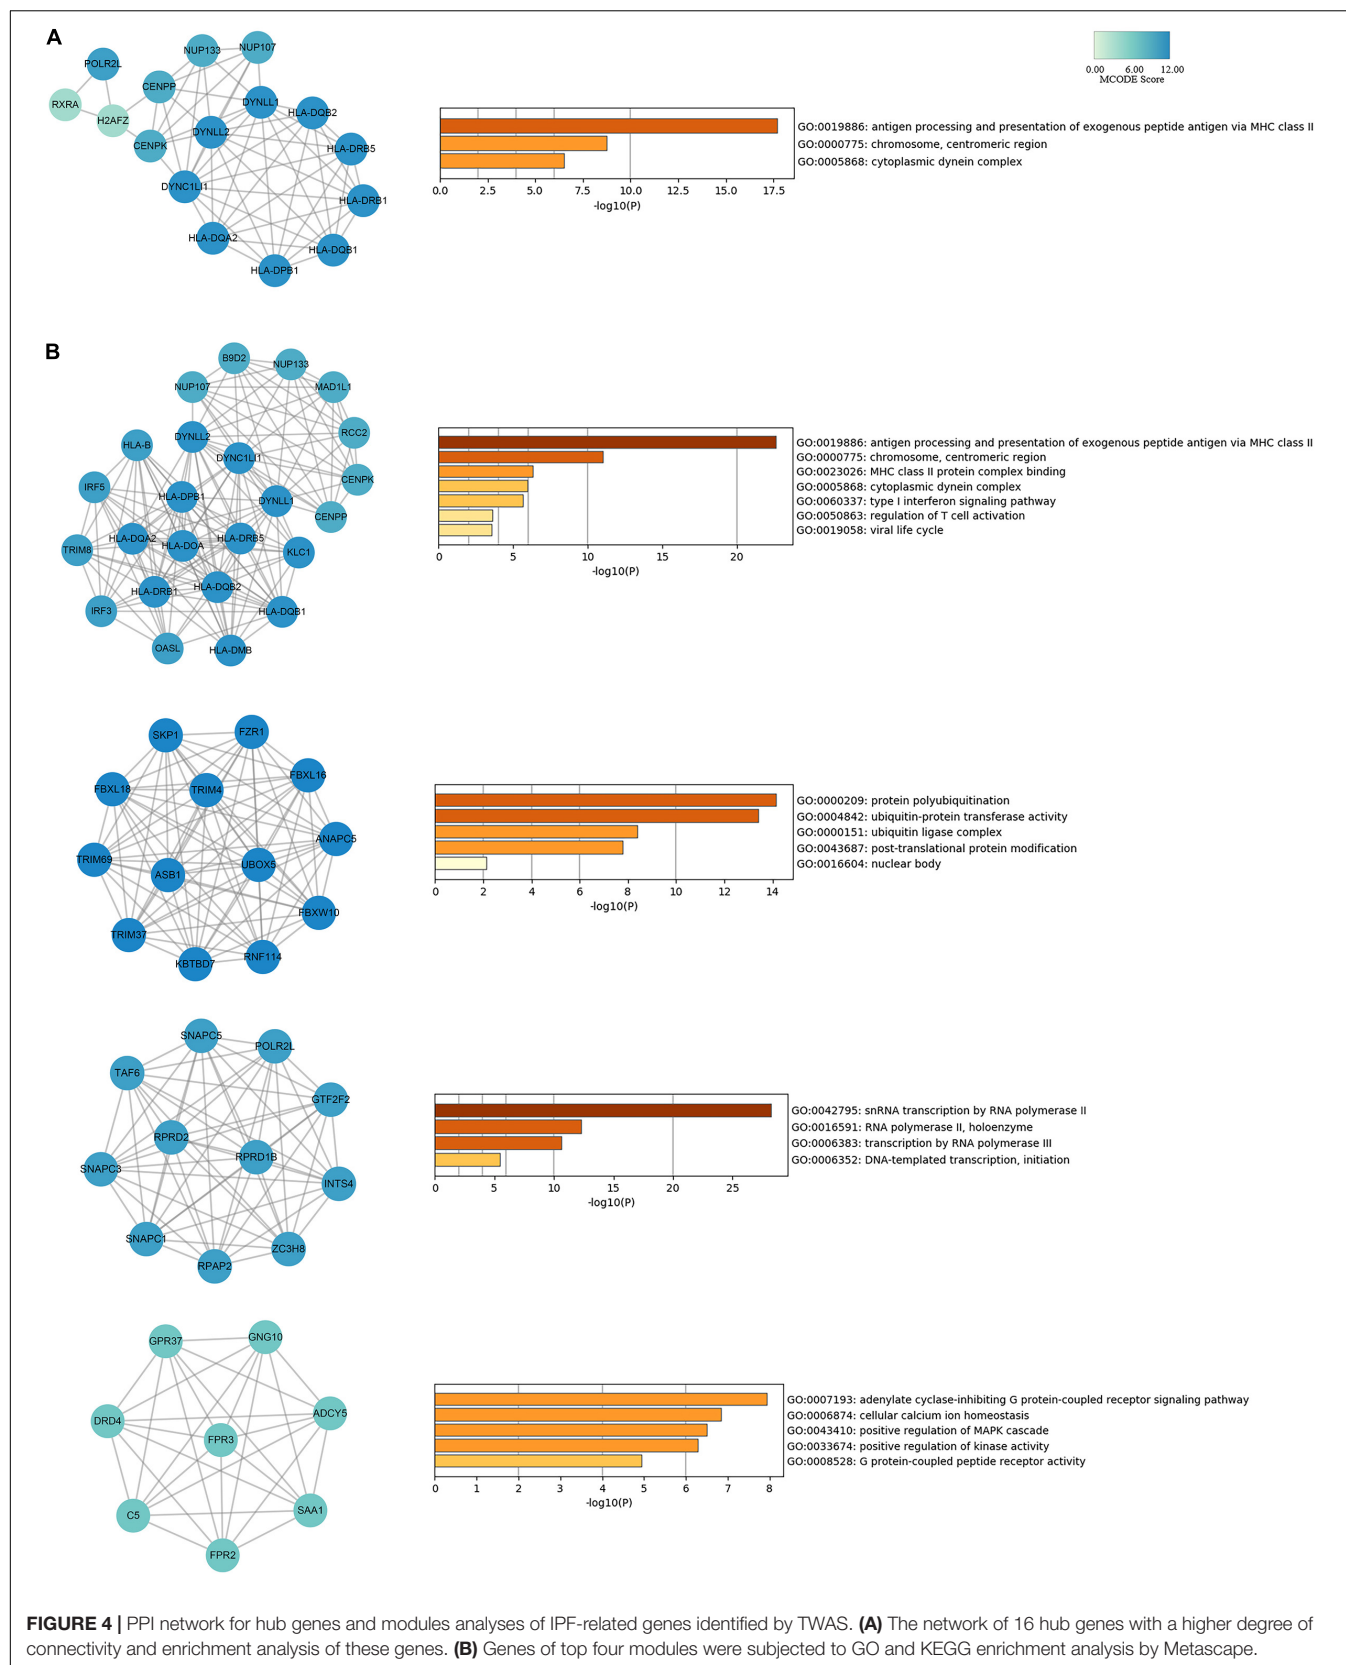 A
POLR2L
NUP133
NUP107
RXRA
CENPP
H2AFZ
DYNLL1
HLA-DQB2
DYNLL2
CENPK
HLA-DRB5
DYNC1LI1
HLA-DRB1
HLA-DQA2
HLA-DQB1
HLA-DPB1
0.00 6.00 12.00
MCODE Score
GO:0019886: antigen processing and presentation of exogenous peptide antigen via MHC class II
GO:0000775: chromosome, centromeric region
GO:0005868: cytoplasmic dynein complex
0.0 2.5 5.0 7.5 10.0 12.5 15.0 17.5
-log10(P)
B
B9D2
NUP133
NUP107
MAD1L1
DYNLL2
RCC2
HLA-B
DYNC1LI1
CENPK
IRF5
HLA-DPB1
DYNLL1
CENPP
HLA-DQA2
HLA-DOA
HLA-DRB5
TRIM8
KLC1
HLA-DRB1
HLA-DQB2
IRF3
HLA-DQB1
OASL
HLA-DMB
GO:0019886: antigen processing and presentation of exogenous peptide antigen via MHC class II
GO:0000775: chromosome, centromeric region
GO:0023026: MHC class II protein complex binding
GO:0005868: cytoplasmic dynein complex
GO:0060337: type I interferon signaling pathway
GO:0050863: regulation of T cell activation
GO:0019058: viral life cycle
0 5 10 15 20
-log10(P)
SKP1
FZR1
FBXL16
FBXL18
TRIM4
ANAPC5
TRIM69
ASB1
UBOX5
FBXW10
TRIM37
KBTBD7
RNF114
GO:0000209: protein polyubiquitination
GO:0004842: ubiquitin-protein transferase activity
GO:0000151: ubiquitin ligase complex
GO:0043687: post-translational protein modification
GO:0016604: nuclear body
0 2 4 6 8 10 12 14
-log10(P)
SNAPC5
POLR2L
TAF6
GTF2F2
RPRD2
RPRD1B
SNAPC3
INTS4
SNAPC1
ZC3H8
RPAP2
GO:0042795: snRNA transcription by RNA polymerase II
GO:0016591: RNA polymerase II, holoenzyme
GO:0006383: transcription by RNA polymerase III
GO:0006352: DNA-templated transcription, initiation
0 5 10 15 20 25
-log10(P)
GPR37
GNG10
DRD4
ADCY5
FPR3
C5
SAA1
FPR2
GO:0007193: adenylate cyclase-inhibiting G protein-coupled receptor signaling pathway
GO:0006874: cellular calcium ion homeostasis
GO:0043410: positive regulation of MAPK cascade
GO:0033674: positive regulation of kinase activity
GO:0008528: G protein-coupled peptide receptor activity
0 1 2 3 4 5 6 7 8
-log10(P)
FIGURE 4 | PPI network for hub genes and modules analyses of IPF-related genes identified by TWAS. (A) The network of 16 hub genes with a higher degree of
connectivity and enrichment analysis of these genes. (B) Genes of top four modules were subjected to GO and KEGG enrichment analysis by Metascape.